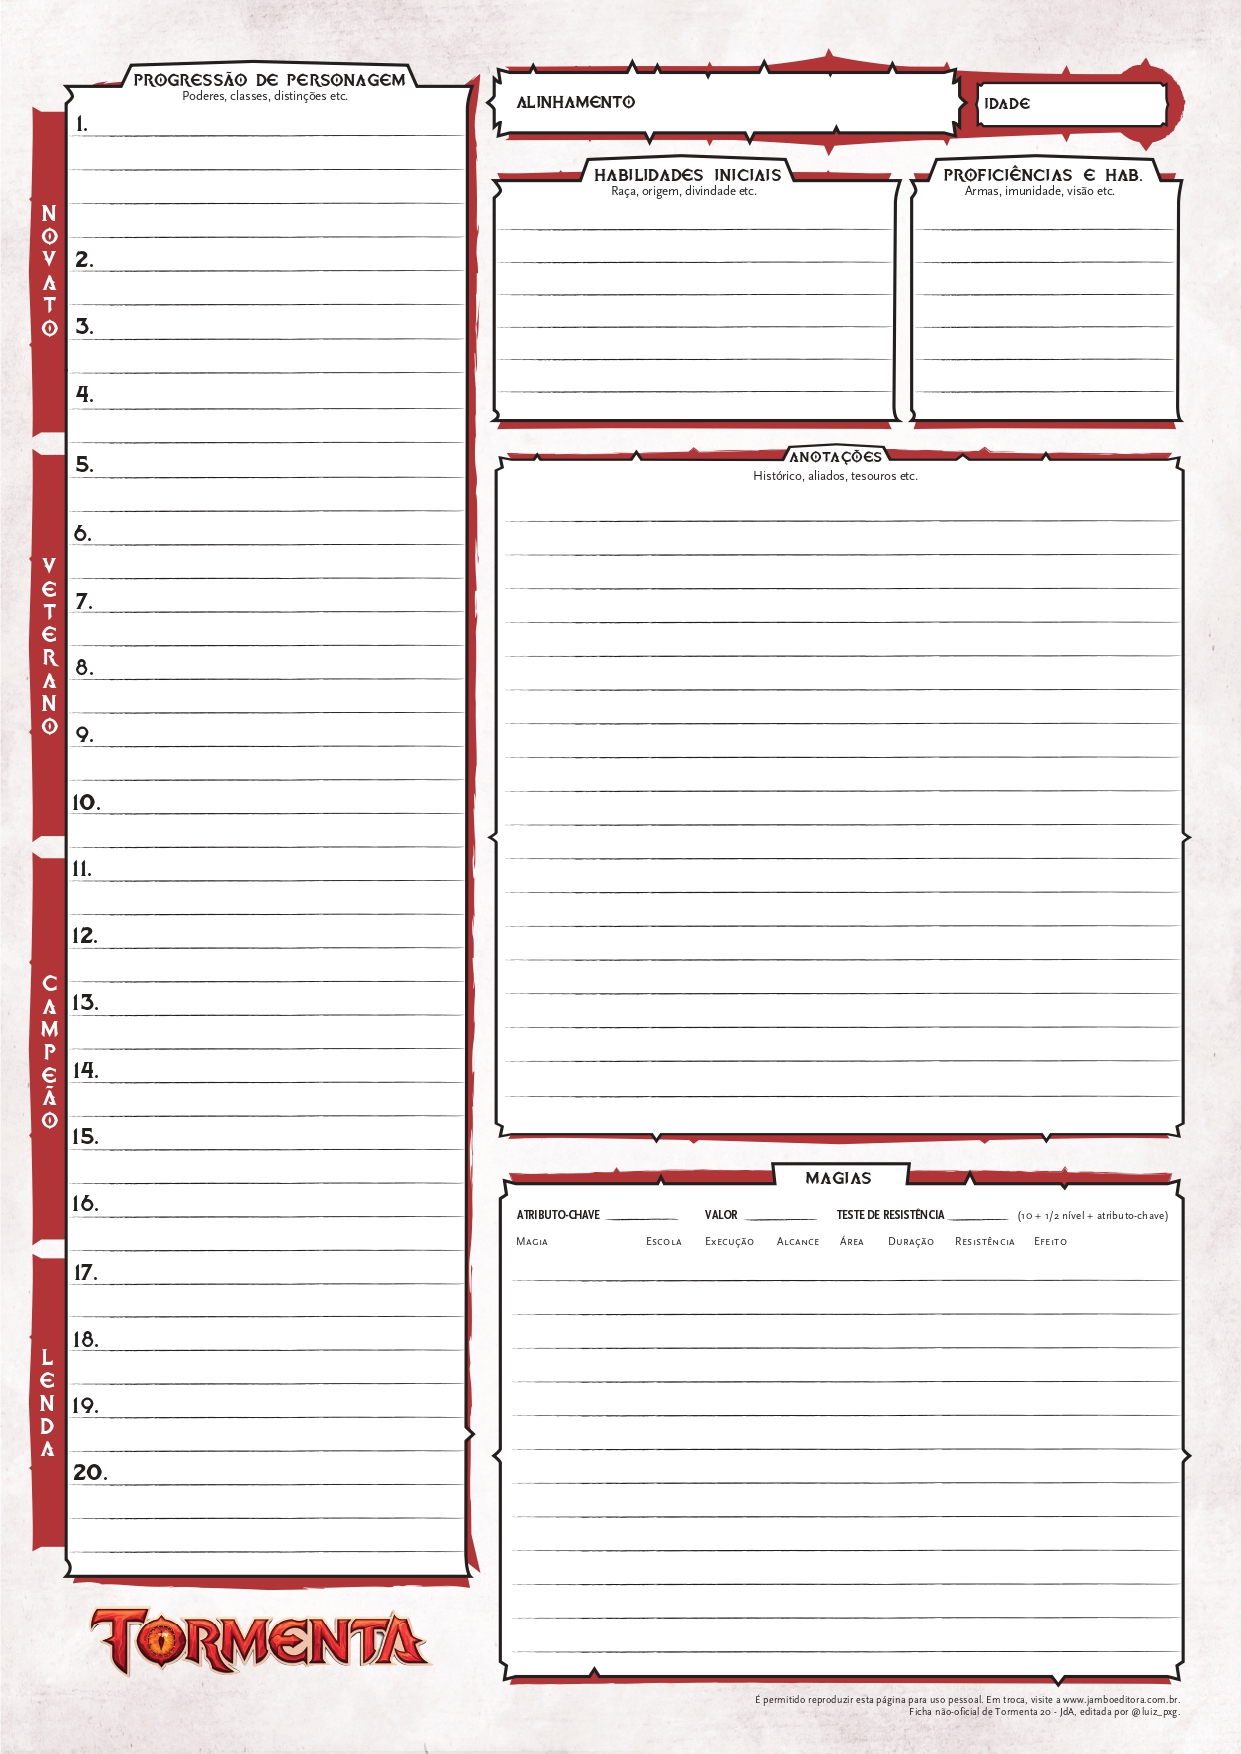 PROGRESSÃO DE PERSONAGEM
Poderes, classes, distinções etc.
NOVATO
1.
2.
3.
4.
VETERANO
5.
6.
7.
8.
9.
10.
CAMPEÃO
11.
12.
13.
14.
15.
16.
LENDA
17.
18.
19.
20.
TORMENTA
ALINHAMENTO
IDADE
HABILIDADES INICIAIS
Raça, origem, divindade etc.
PROFICIÊNCIAS E HAB.
Armas, imunidade, visão etc.
ANOTAÇÕES
Histórico, aliados, tesouros etc.
MAGIAS
ATRIBUTO-CHAVE VALOR TESTE DE RESISTÊNCIA (10 + 1/2 nível + atributo-chave)
Magia Escola Execução Alcance Área Duração Resistência Efeito
É permitido reproduzir esta página para uso pessoal. Em troca, visite a www.jamboeditora.com.br.
Ficha não-oficial de Tormenta 20 - JdA, editada por @luiz_pxg.